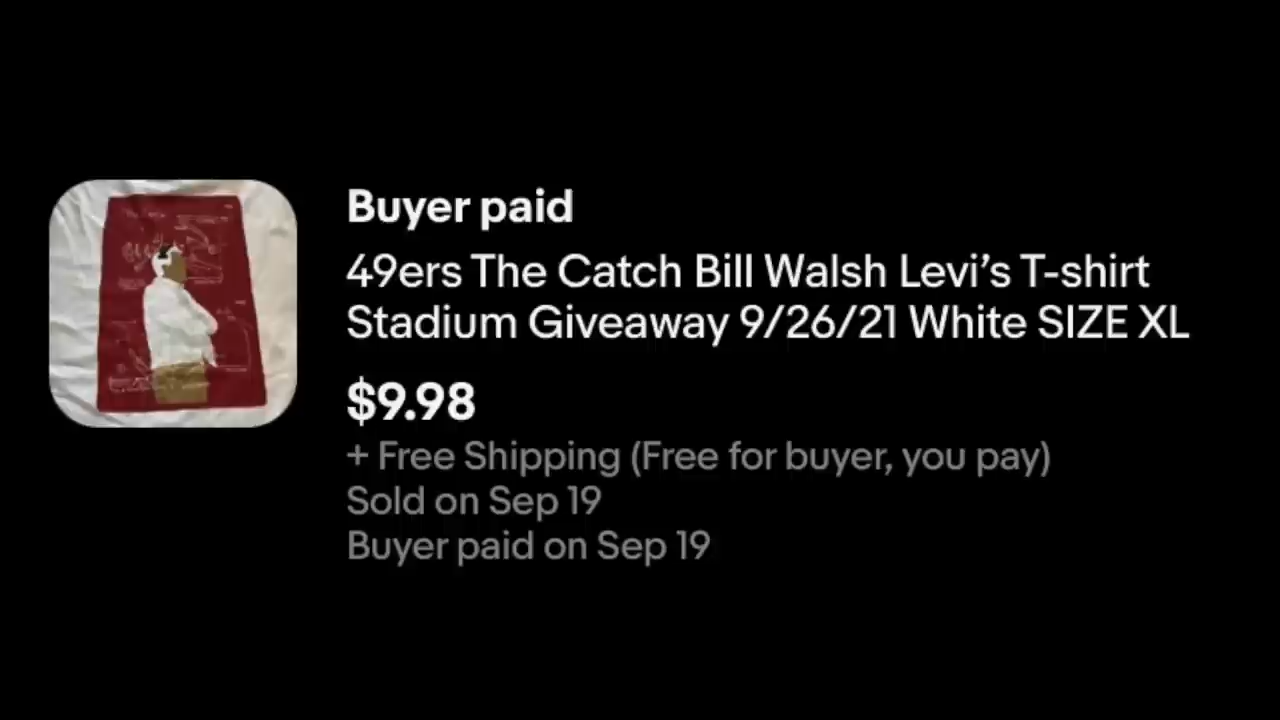 Buyer paid
49ers The Catch Bill Walsh Levi’s T-shirt
Stadium Giveaway 9/26/21 White SIZE XL
$9.98
+ Free Shipping (Free for buyer, you pay)
Sold on Sep 19
Buyer paid on Sep 19